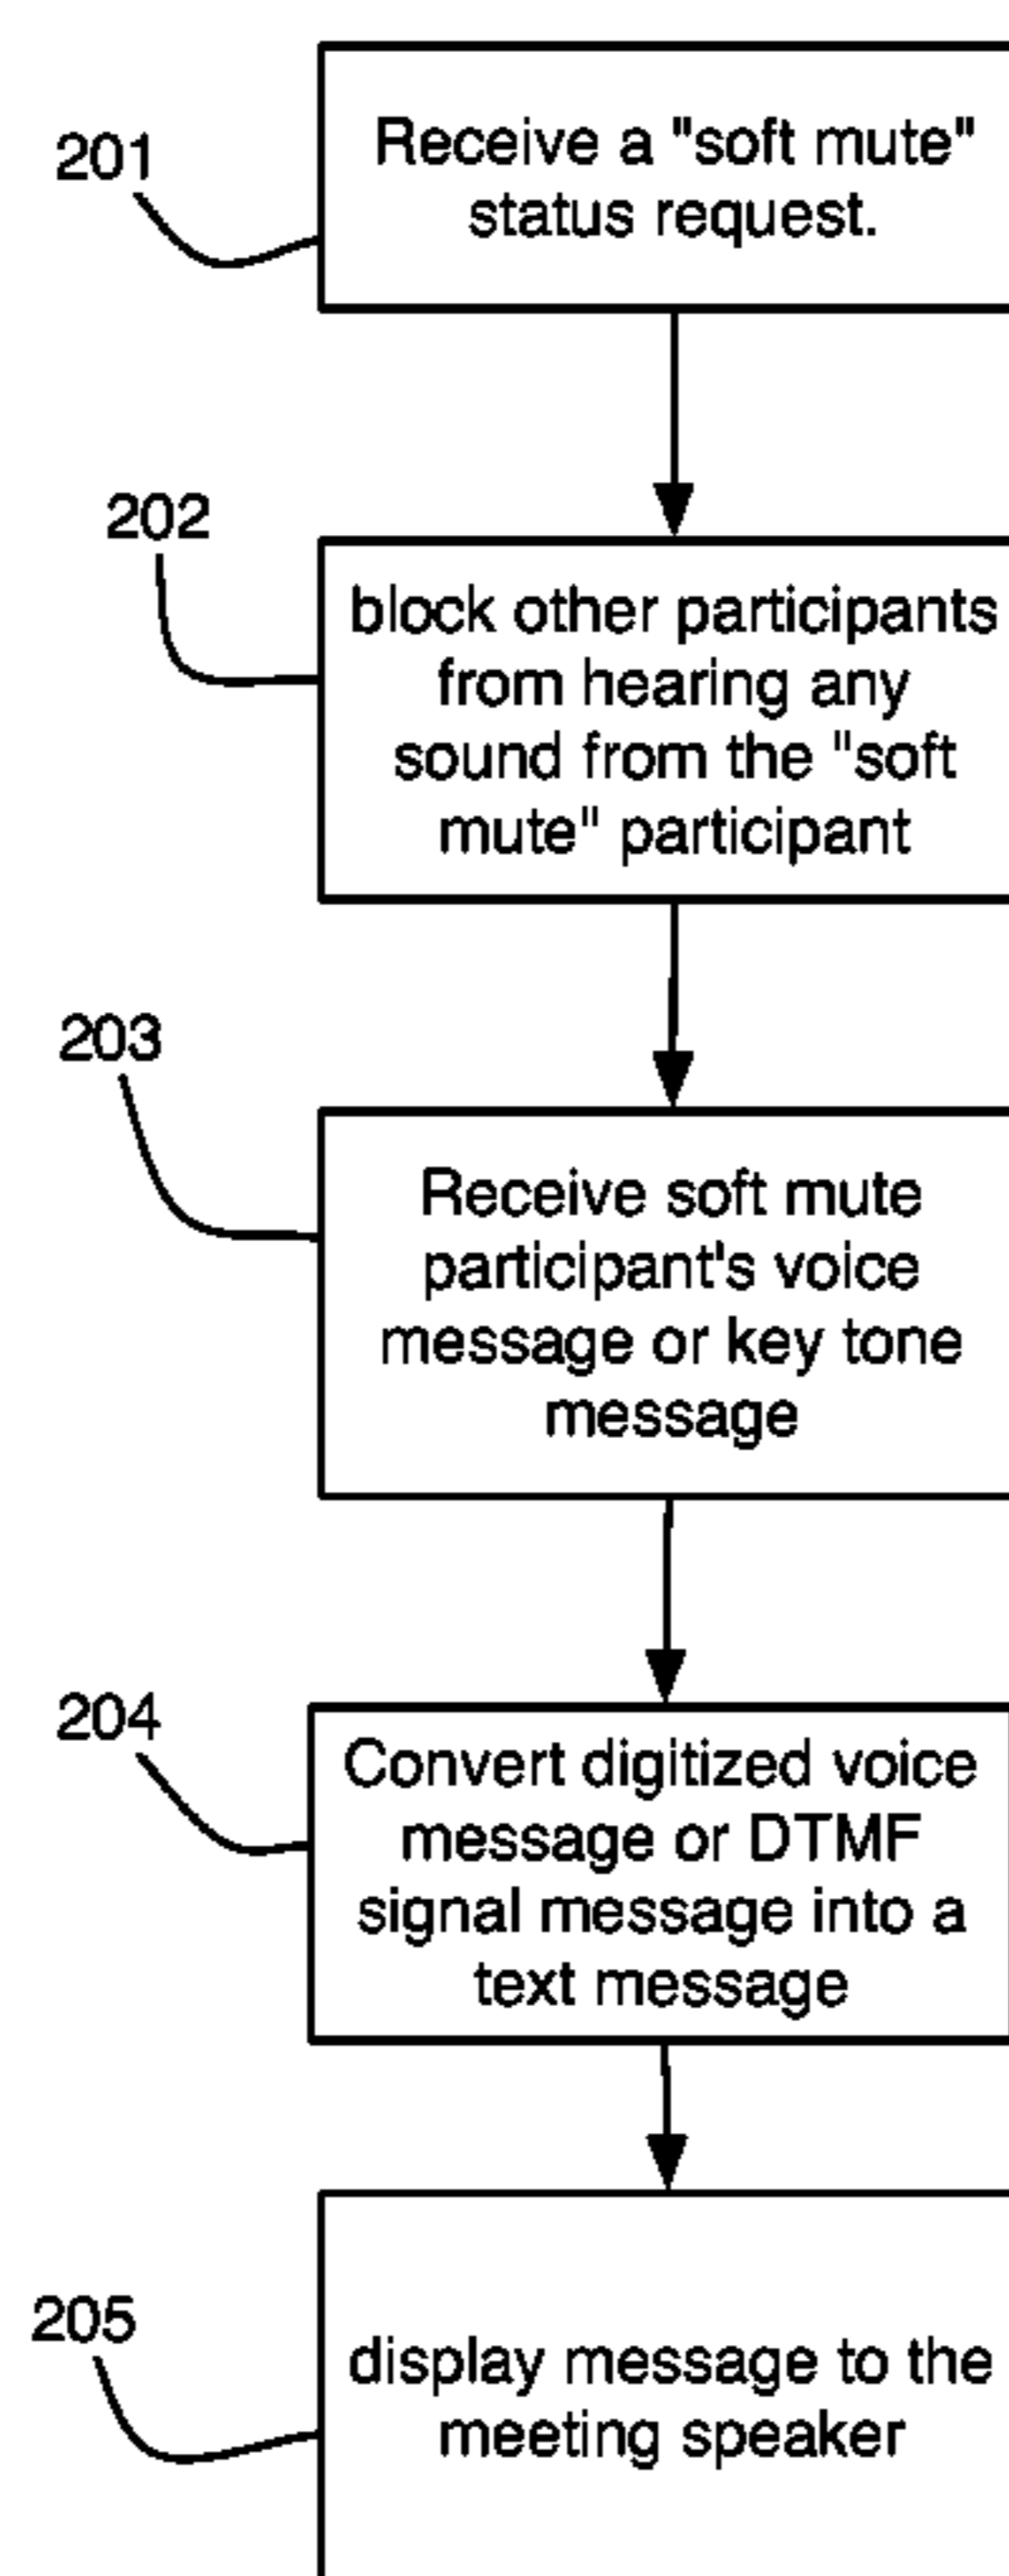 201
Receive a "soft mute"
status request.
202
block other participants
from hearing any
sound from the "soft
mute" participant
203
Receive soft mute
participant's voice
message or key tone
message
204
Convert digitized voice
message or DTMF
signal message into a
text message
205
display message to the
meeting speaker